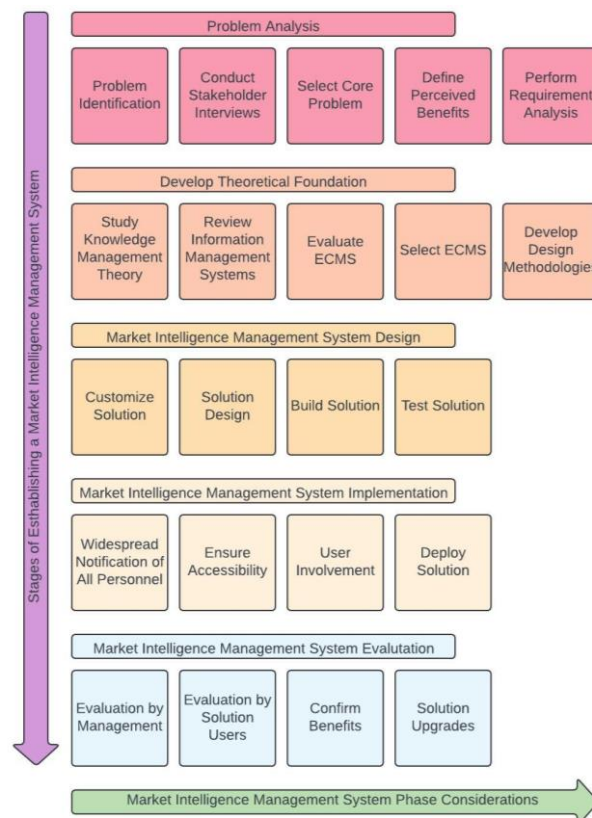 Stages of Esthablishing a Market Intelligence Management System
Problem Analysis
Problem
Identification
Conduct
Stakeholder
Interviews
Select Core
Problem
Define
Perceived
Benefits
Perform
Requirement
Analysis
Develop Theoretical Foundation
Study
Knowledge
Management
Theory
Review
Information
Management
Systems
Evaluate
ECMS
Select ECMS
Develop
Design
Methodologies
Market Intelligence Management System Design
Customize
Solution
Solution
Design
Build Solution
Test Solution
Market Intelligence Management System Implementation
Widespread
Notification of
All Personnel
Ensure
Accessibility
User
Involvement
Deploy
Solution
Market Intelligence Management System Evalutation
Evaluation by
Management
Evaluation by
Solution
Users
Confirm
Benefits
Solution
Upgrades
Market Intelligence Management System Phase Considerations